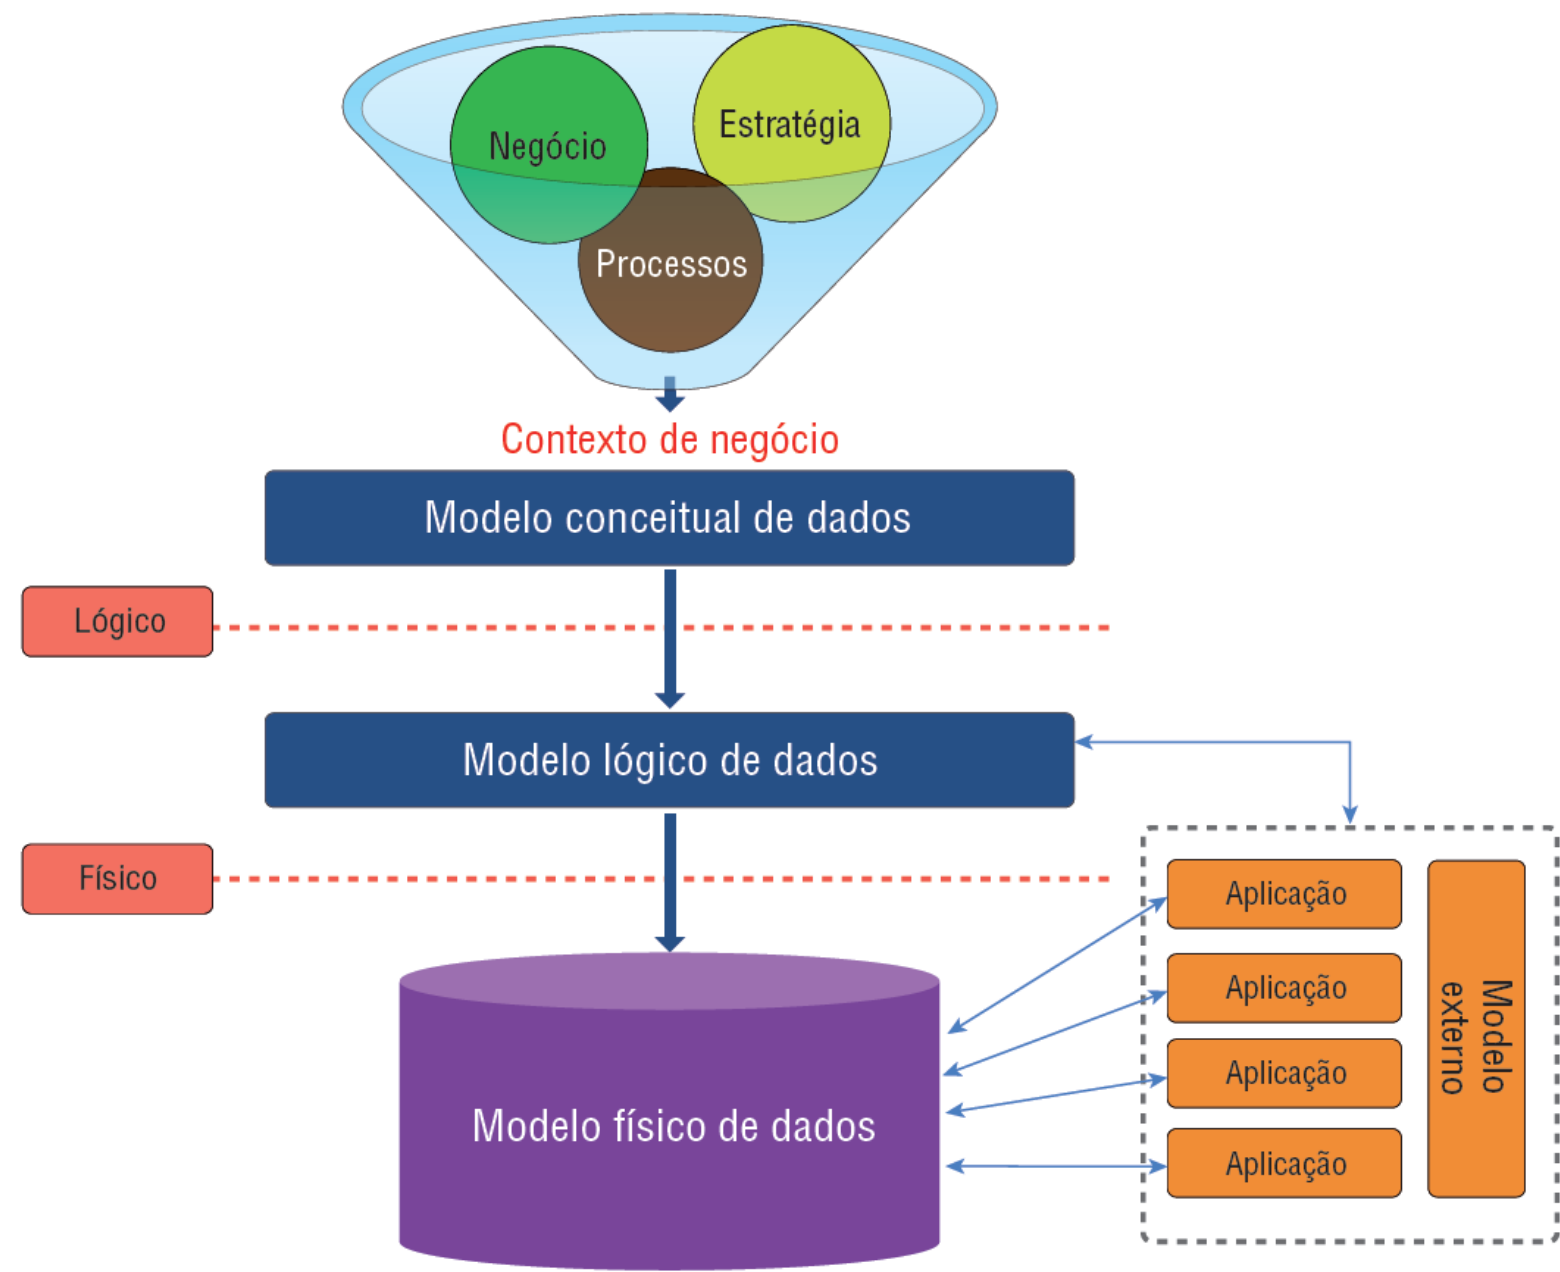 Negócio
Estratégia
Processos
Contexto de negócio
Modelo conceitual de dados
Lógico
Modelo lógico de dados
Físico
Modelo físico de dados
Aplicação
Aplicação
Aplicação
Aplicação
Modelo
externo